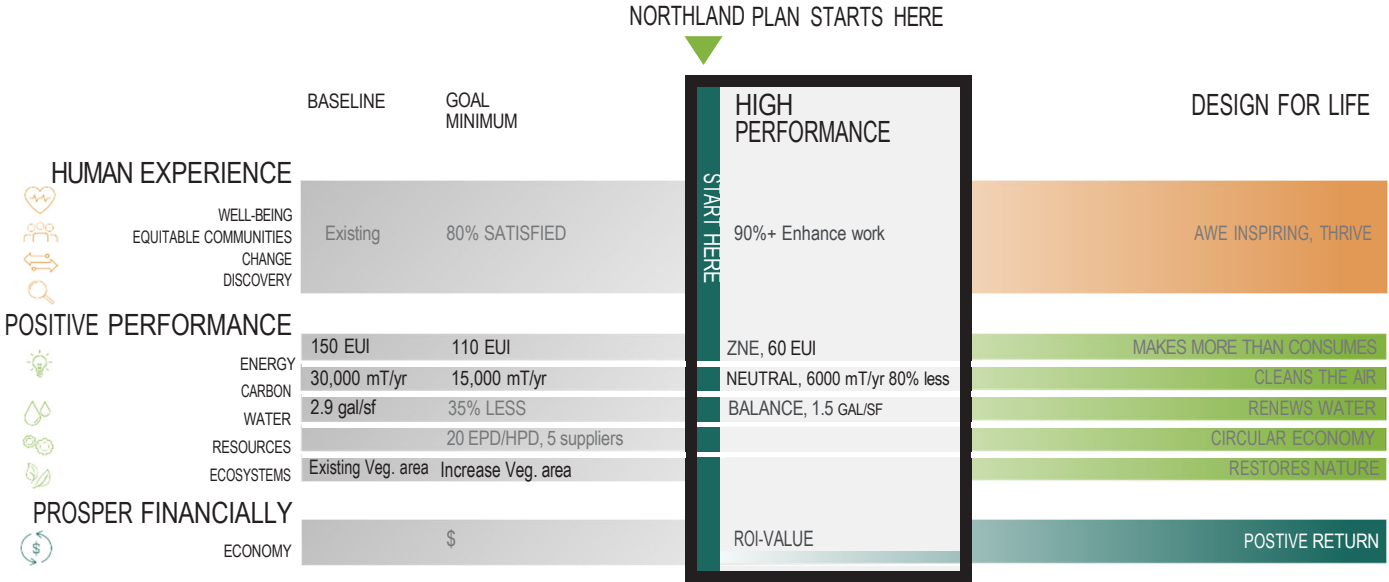 NORTHLAND PLAN STARTS HERE
BASELINE
GOAL
MINIMUM
HIGH
PERFORMANCE
DESIGN FOR LIFE
START HERE
HUMAN EXPERIENCE
WELL-BEING
EQUITABLE COMMUNITIES
CHANGE
DISCOVERY
Existing
80% SATISFIED
90%+ Enhance work
AWE INSPIRING, THRIVE
POSITIVE PERFORMANCE
ENERGY
150 EUI
110 EUI
ZNE, 60 EUI
MAKES MORE THAN CONSUMES
CARBON
30,000 mT/yr
15,000 mT/yr
NEUTRAL, 6000 mT/yr 80% less
CLEANS THE AIR
WATER
2.9 gal/sf
35% LESS
BALANCE, 1.5 GAL/SF
RENEWS WATER
RESOURCES
20 EPD/HPD, 5 suppliers
CIRCULAR ECONOMY
ECOSYSTEMS
Existing Veg. area
Increase Veg. area
RESTORES NATURE
PROSPER FINANCIALLY
$
ECONOMY
$
ROI-VALUE
POSTIVE RETURN